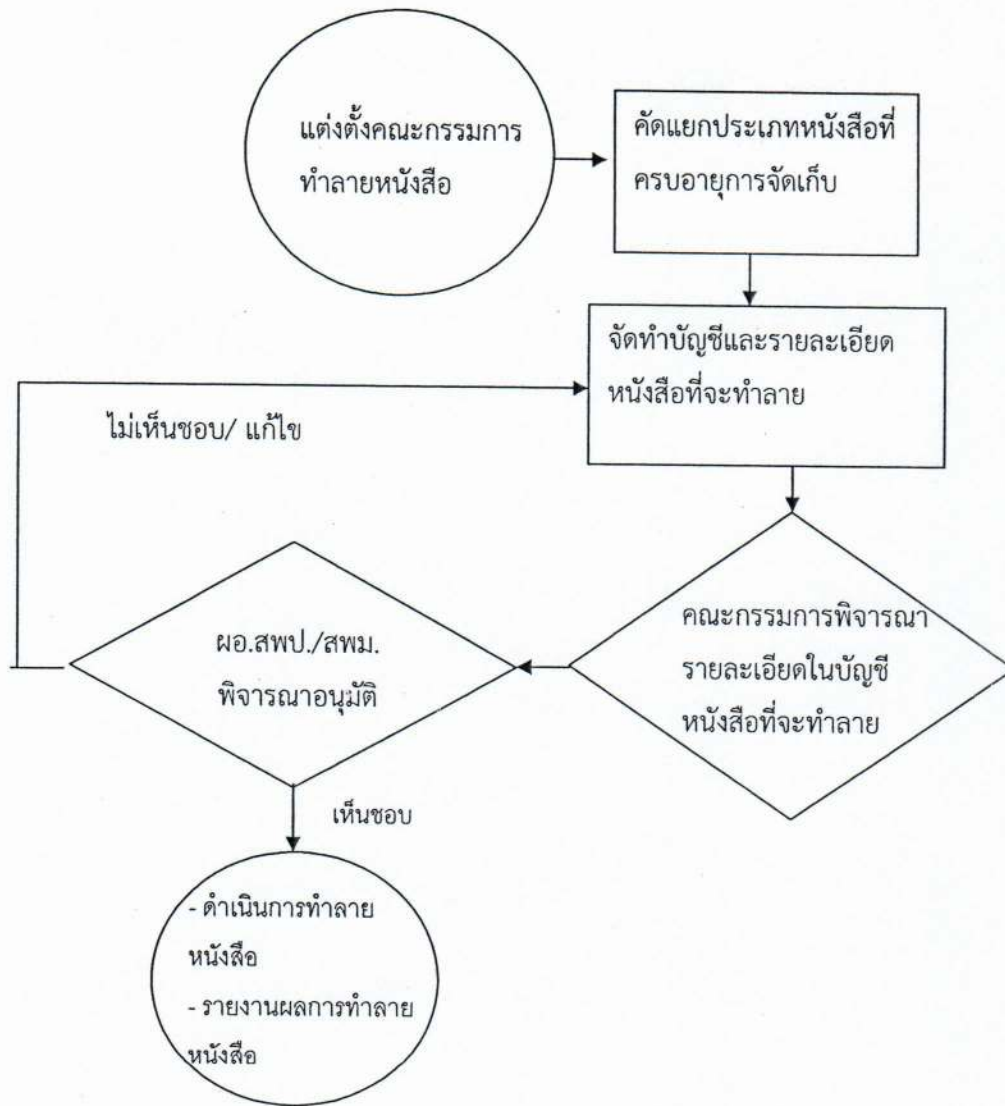 แต่งตั้งคณะกรรมการ
ทำลายหนังสือ
คัดแยกประเภทหนังสือที่
ครบอายุการจัดเก็บ
จัดทำบัญชีและรายละเอียด
หนังสือที่จะทำลาย
ไม่เห็นชอบ/ แก้ไข
คณะกรรมการพิจารณา
รายละเอียดในบัญชี
หนังสือที่จะทำลาย
ผอ.สพป./สพม.
พิจารณาอนุมัติ
เห็นชอบ
- ดำเนินการทำลาย
หนังสือ
- รายงานผลการทำลาย
หนังสือ